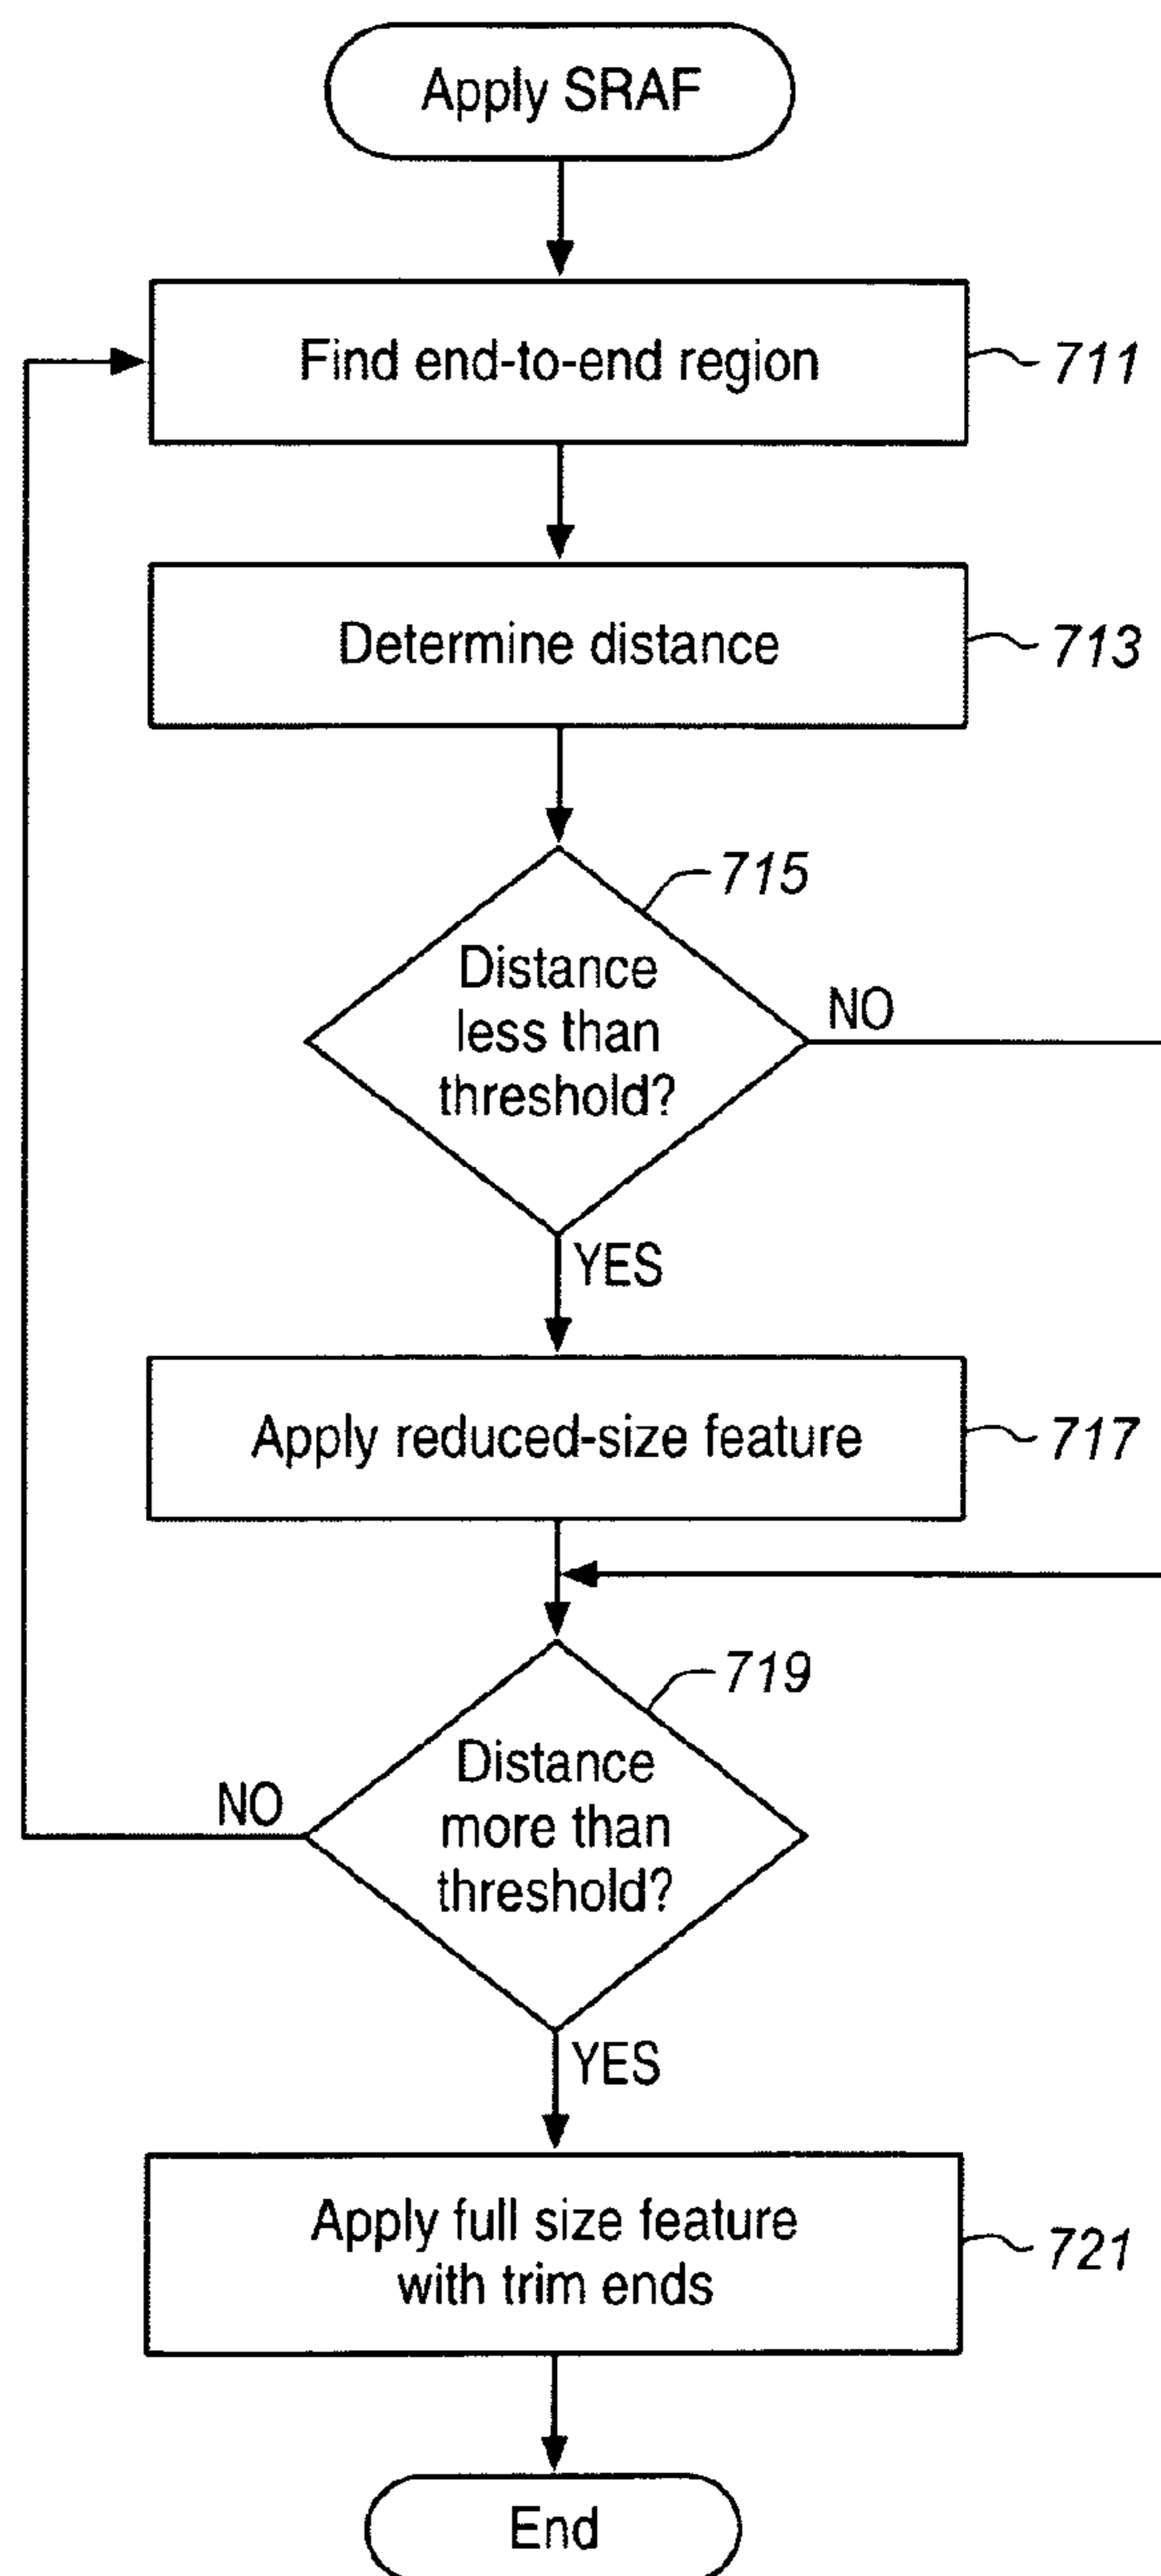 Apply SRAF
Find end-to-end region
711
Determine distance
713
715
Distance
less than
threshold?
NO
YES
Apply reduced-size feature
717
719
Distance
more than
threshold?
NO
YES
Apply full size feature
with trim ends
721
End